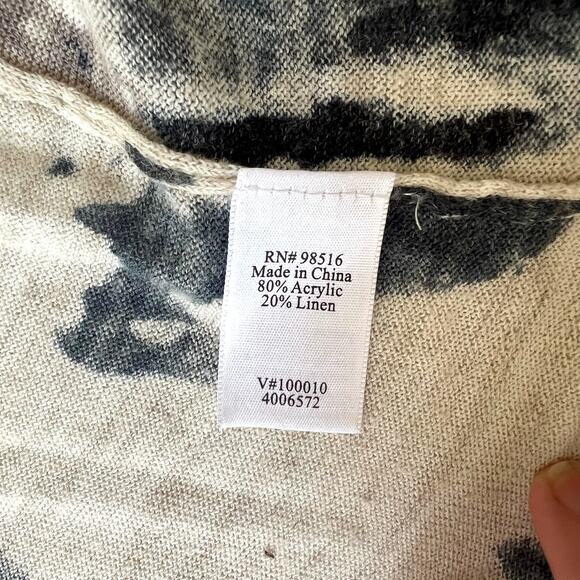 RN# 98516
Made in China
80% Acrylic
20% Linen
V#100010
4006572